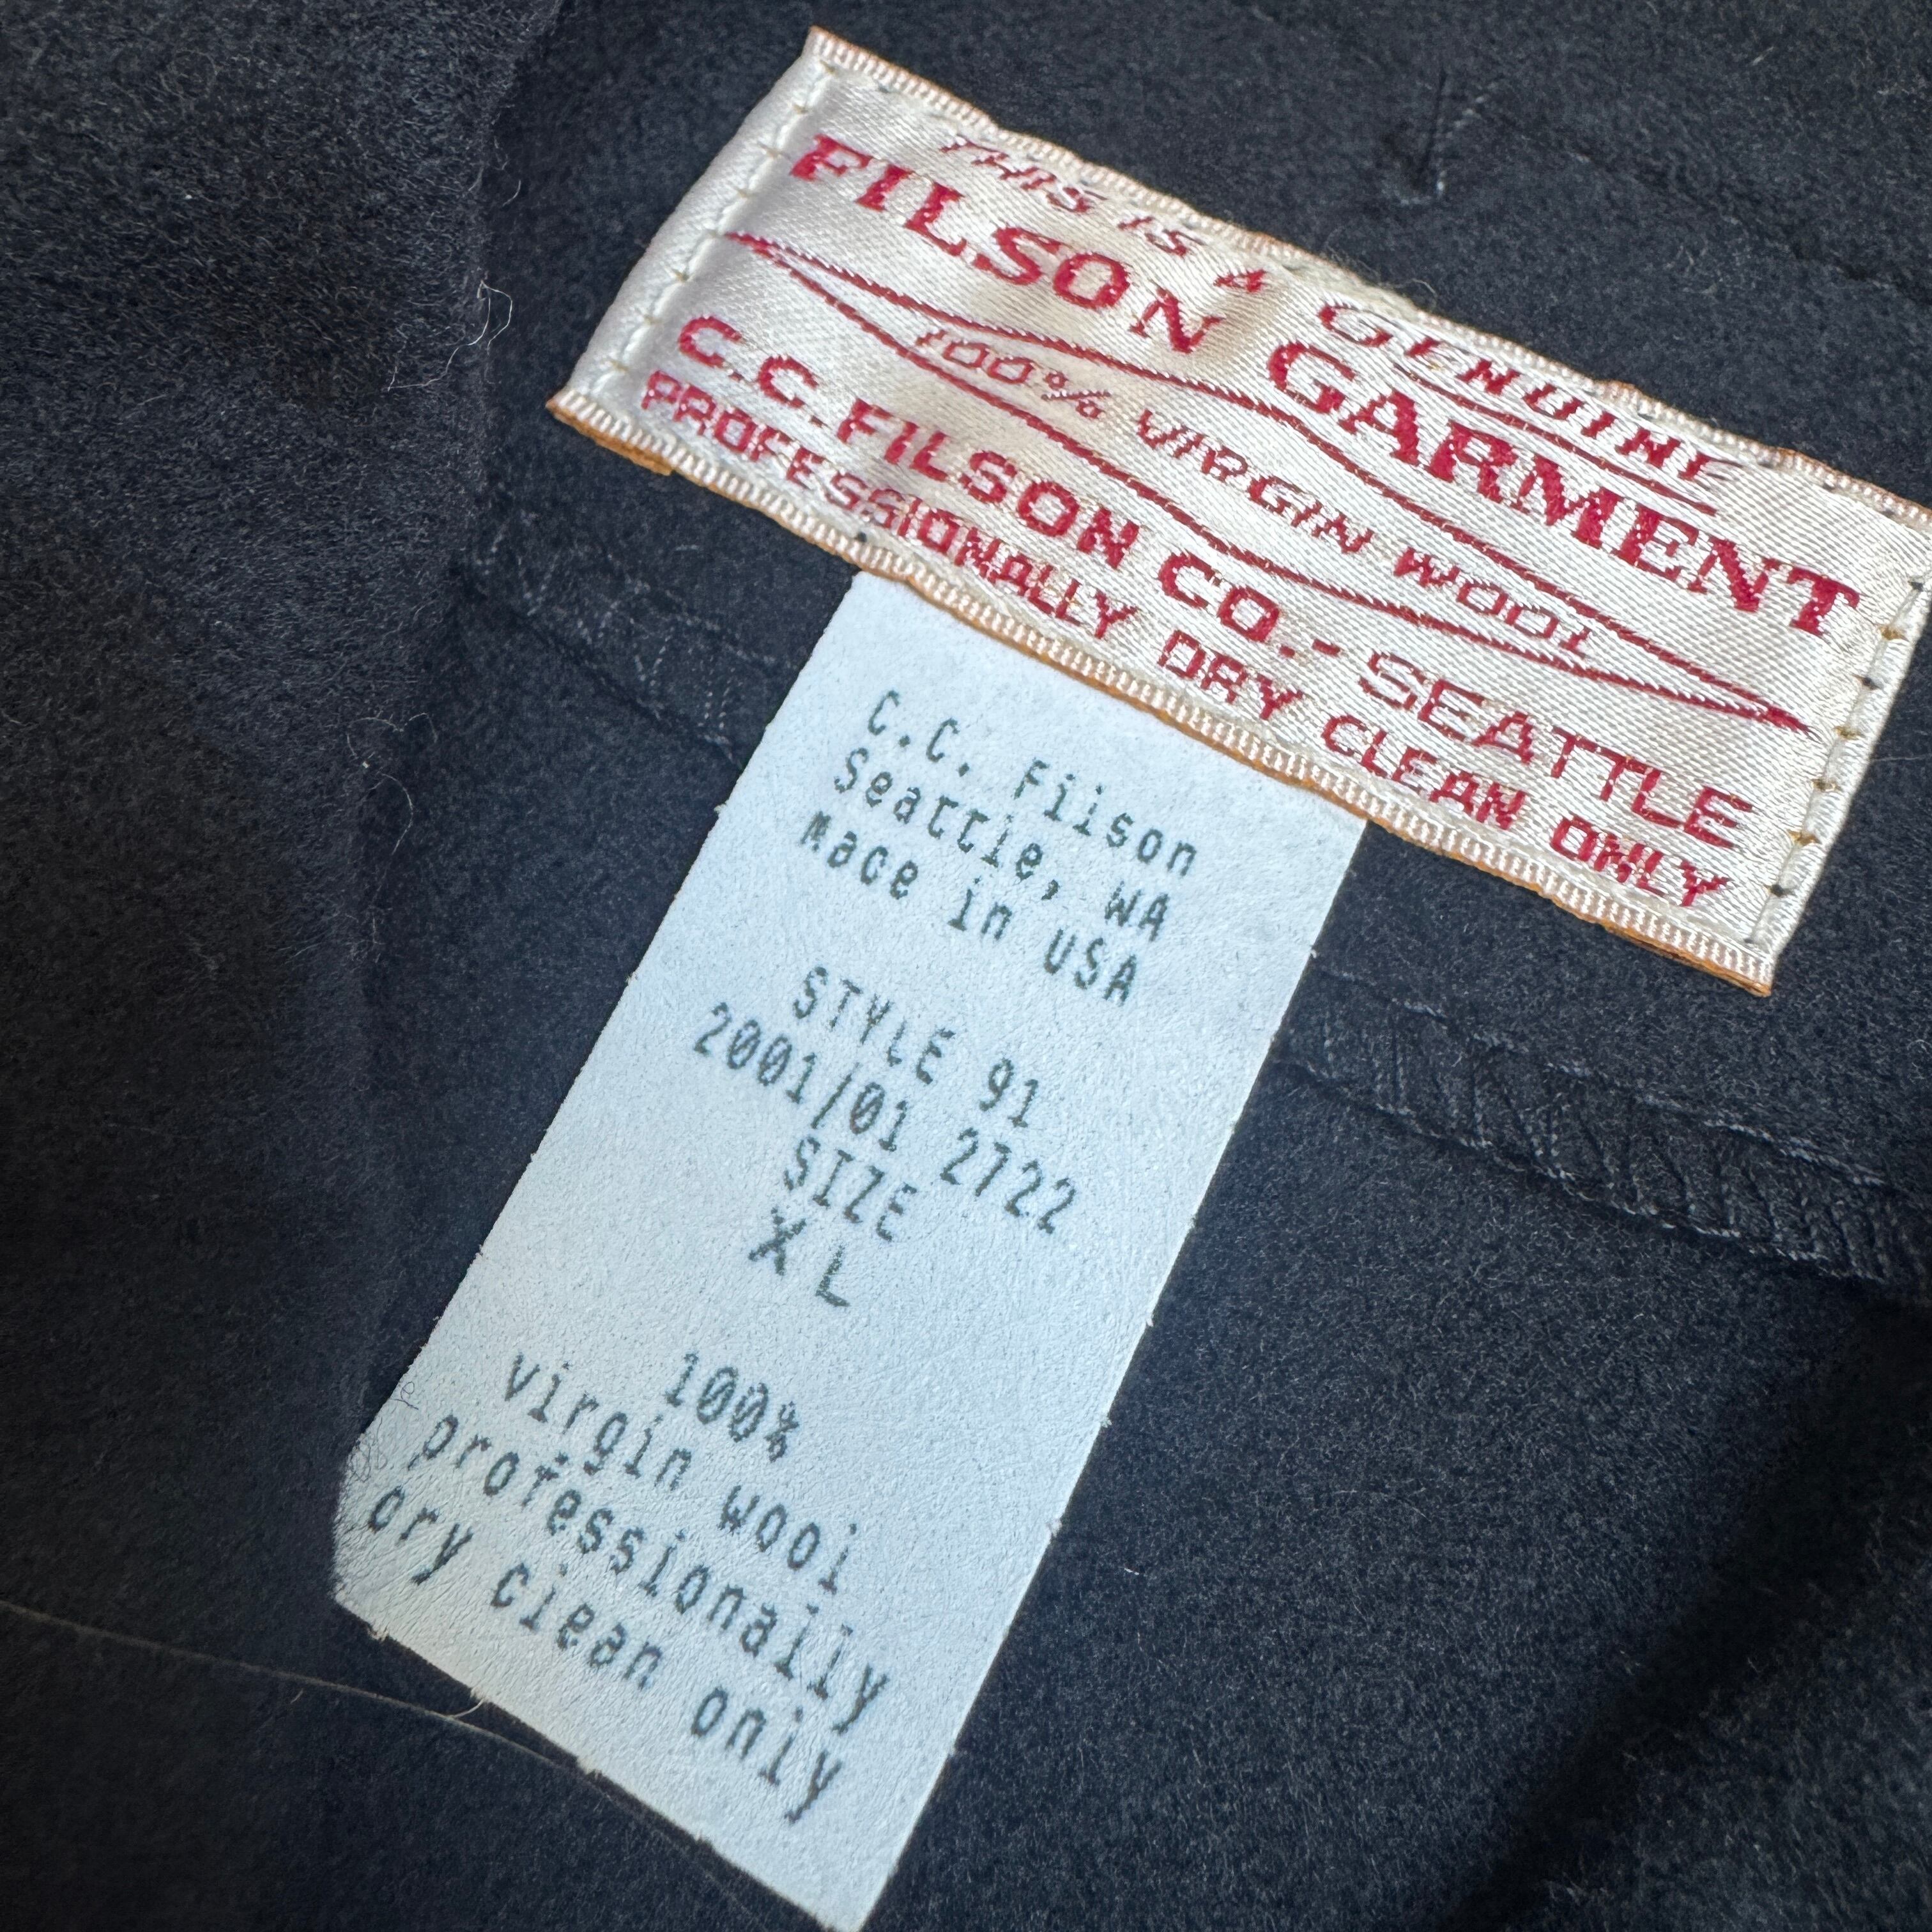 THIS IS A GENUINE
FILSON GARMENT
100% VIRGIN WOOL
C.C. FILSON CO. - SEATTLE
PROFESSIONALLY DRY CLEAN ONLY
C.C. Filson
Seattle, WA
Made in USA
STYLE 91
2001/01 2722
SIZE
XL
100%
virgin wool
professionally
dry clean only